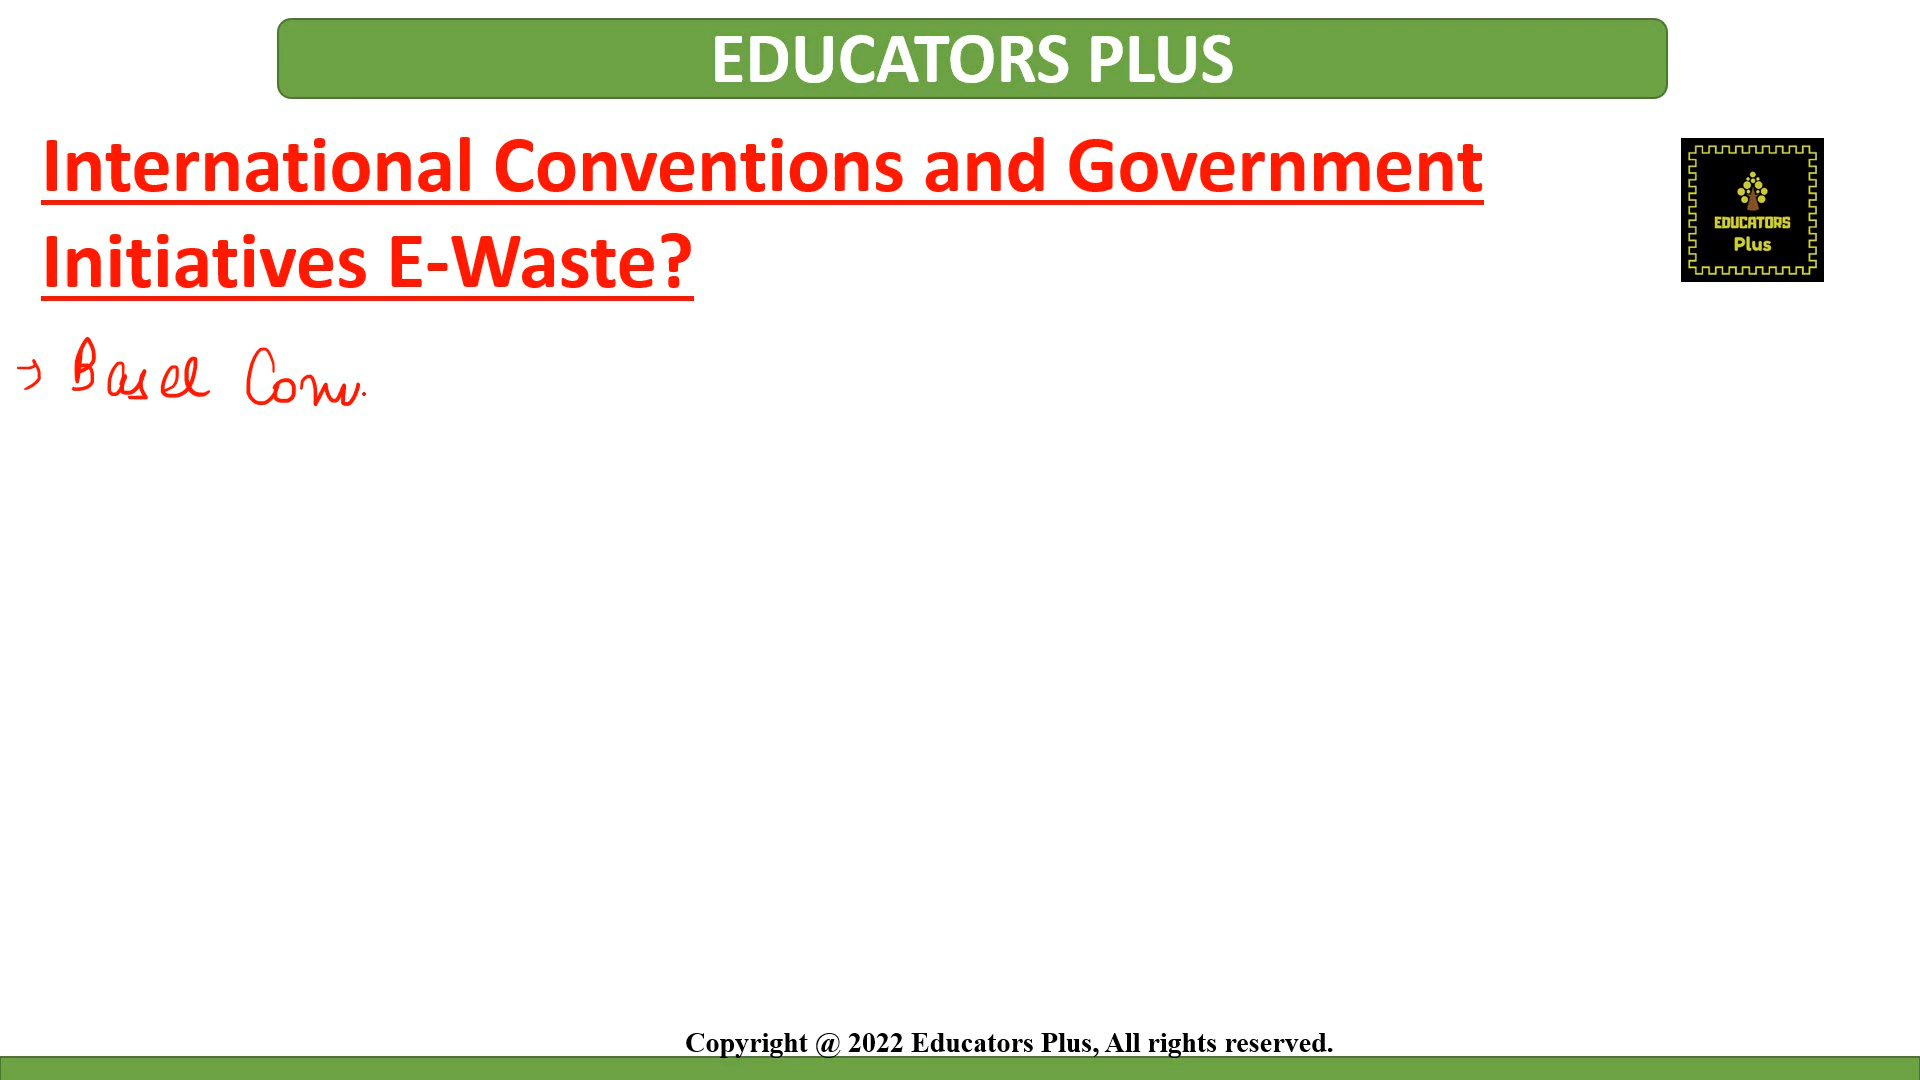 EDUCATORS PLUS
International Conventions and Government
Initiatives E-Waste?
EDUCATORS
Plus
→ Basel Conv.
Copyright @ 2022 Educators Plus, All rights reserved.